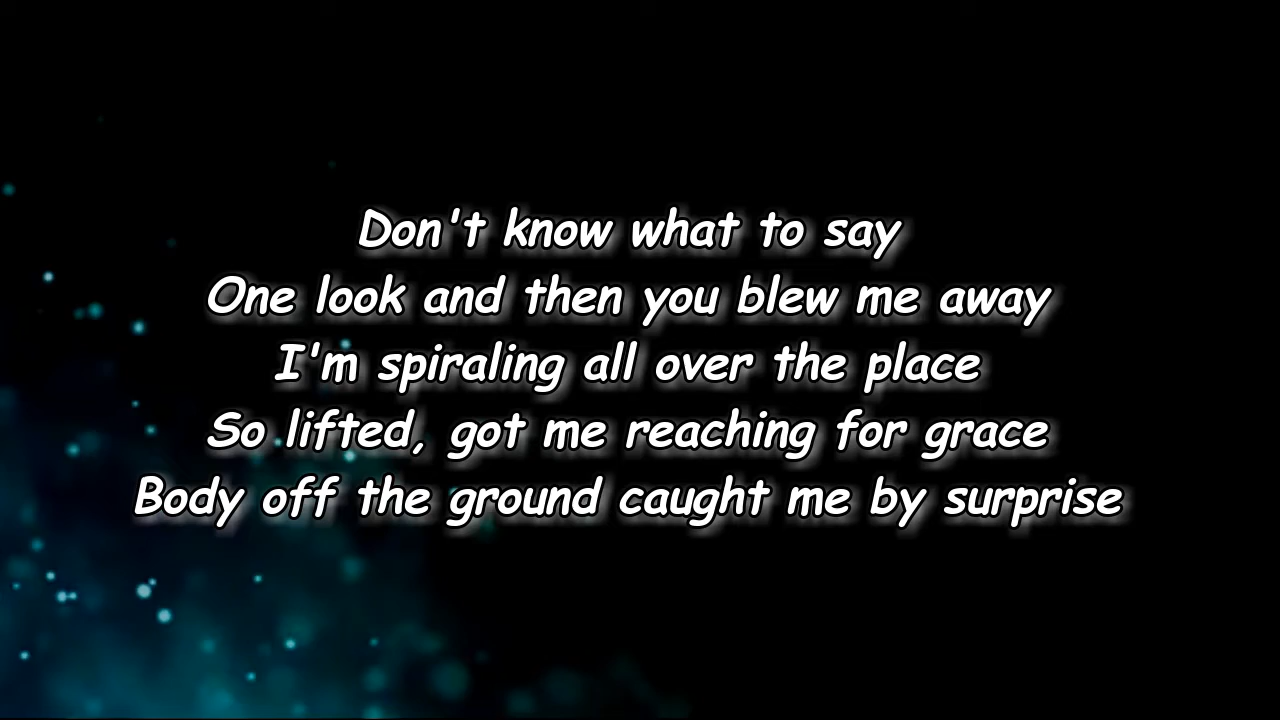 Don't know what to say
One look and then you blew me away
I'm spiraling all over the place
So lifted, got me reaching for grace
Body off the ground caught me by surprise